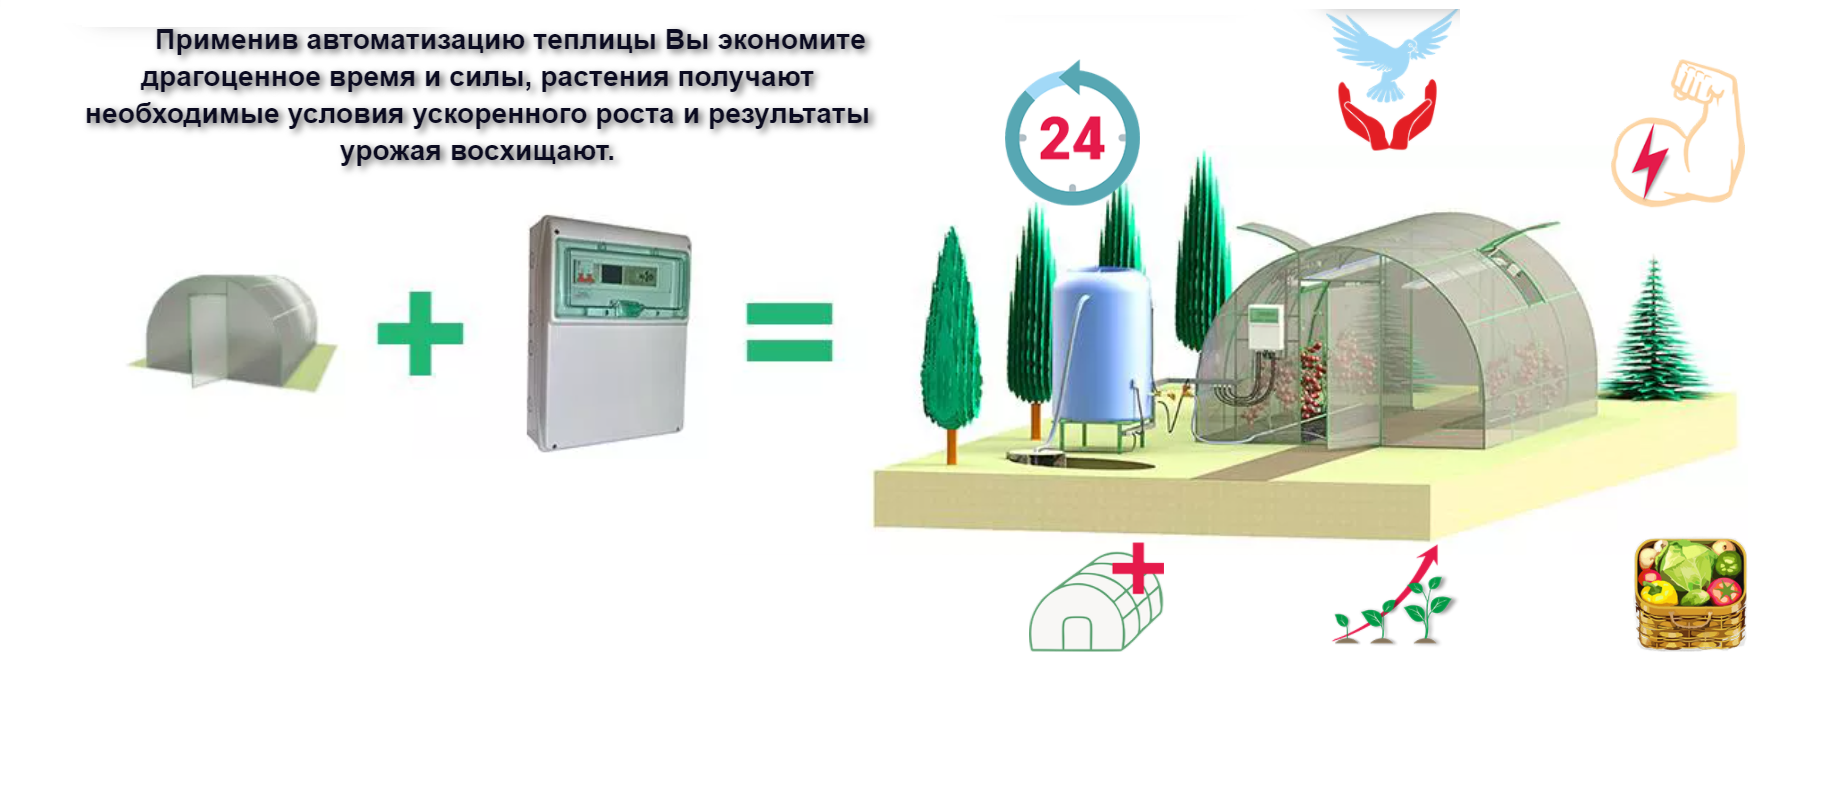 Применив автоматизацию теплицы Вы экономите
драгоценное время и силы, растения получают
необходимые условия ускоренного роста и результаты
урожая восхищают.
24